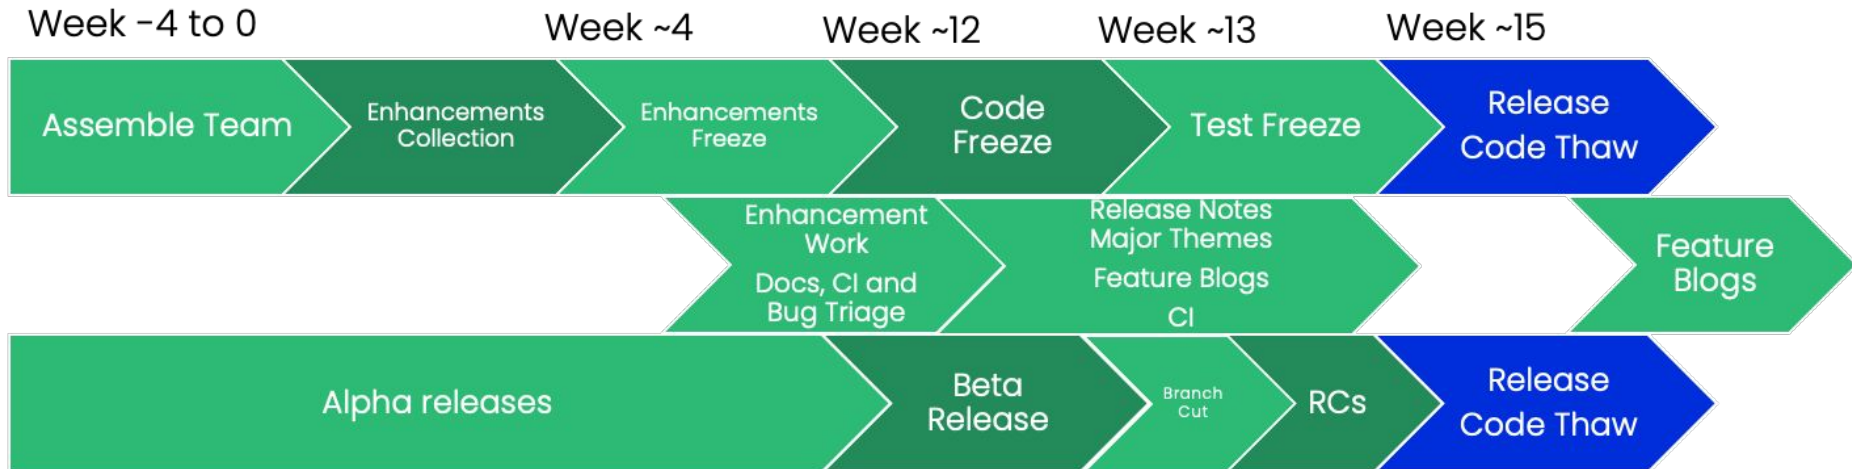 Week -4 to 0
Week ~4
Week ~12
Week ~13
Week ~15
Assemble Team
Enhancements
Collection
Enhancements
Freeze
Code
Freeze
Test Freeze
Release
Code Thaw
Enhancement
Work
Docs, CI and
Bug Triage
Release Notes
Major Themes
Feature Blogs
CI
Feature
Blogs
Alpha releases
Beta
Release
Branch
Cut
RCs
Release
Code Thaw